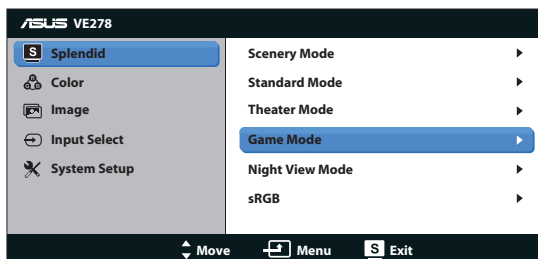 ASUS VE278
S Splendid
Color
Image
Input Select
System Setup
Scenery Mode
Standard Mode
Theater Mode
Game Mode
Night View Mode
sRGB
Move Menu S Exit